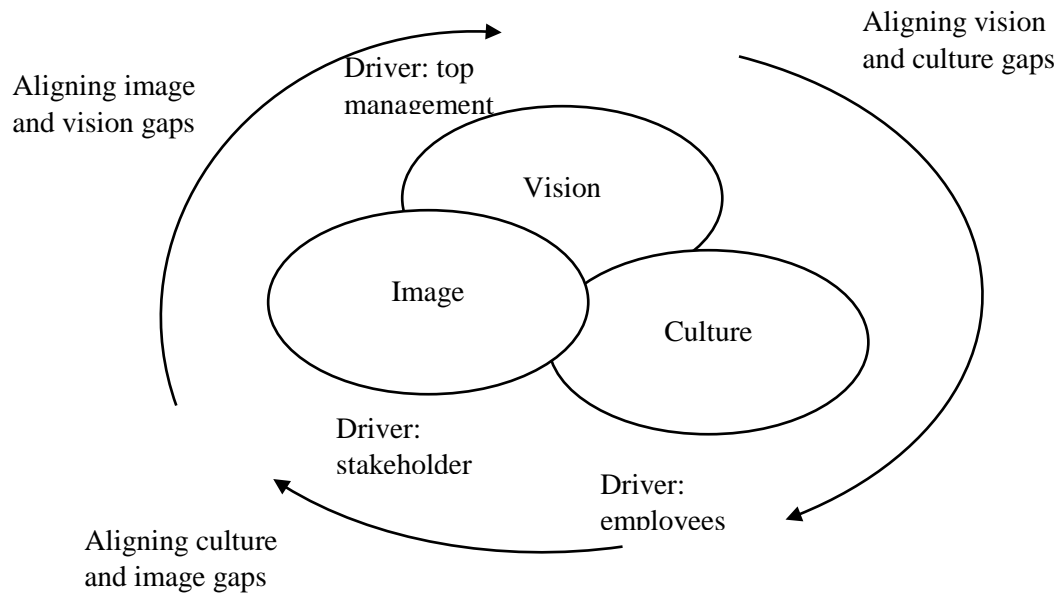 Aligning vision
and culture gaps
Driver: top
management
Aligning image
and vision gaps
Vision
Image
Culture
Driver:
stakeholder
Driver:
employees
Aligning culture
and image gaps